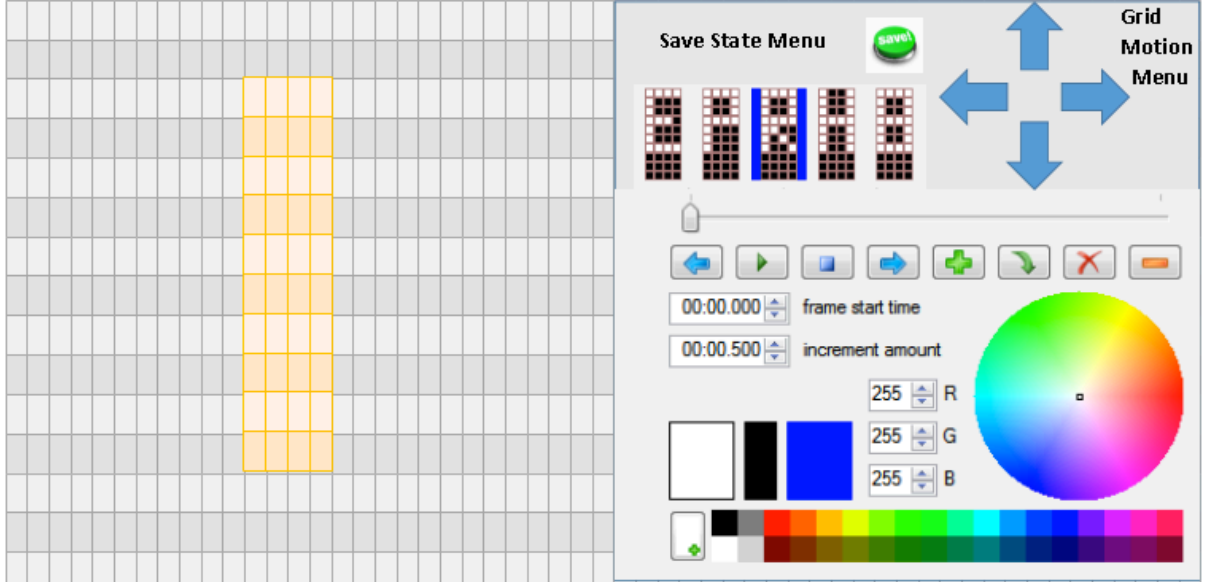 Save State Menu
save!
Grid
Motion
Menu
00:00.000 frame start time
00:00.500 increment amount
255 R
255 G
255 B